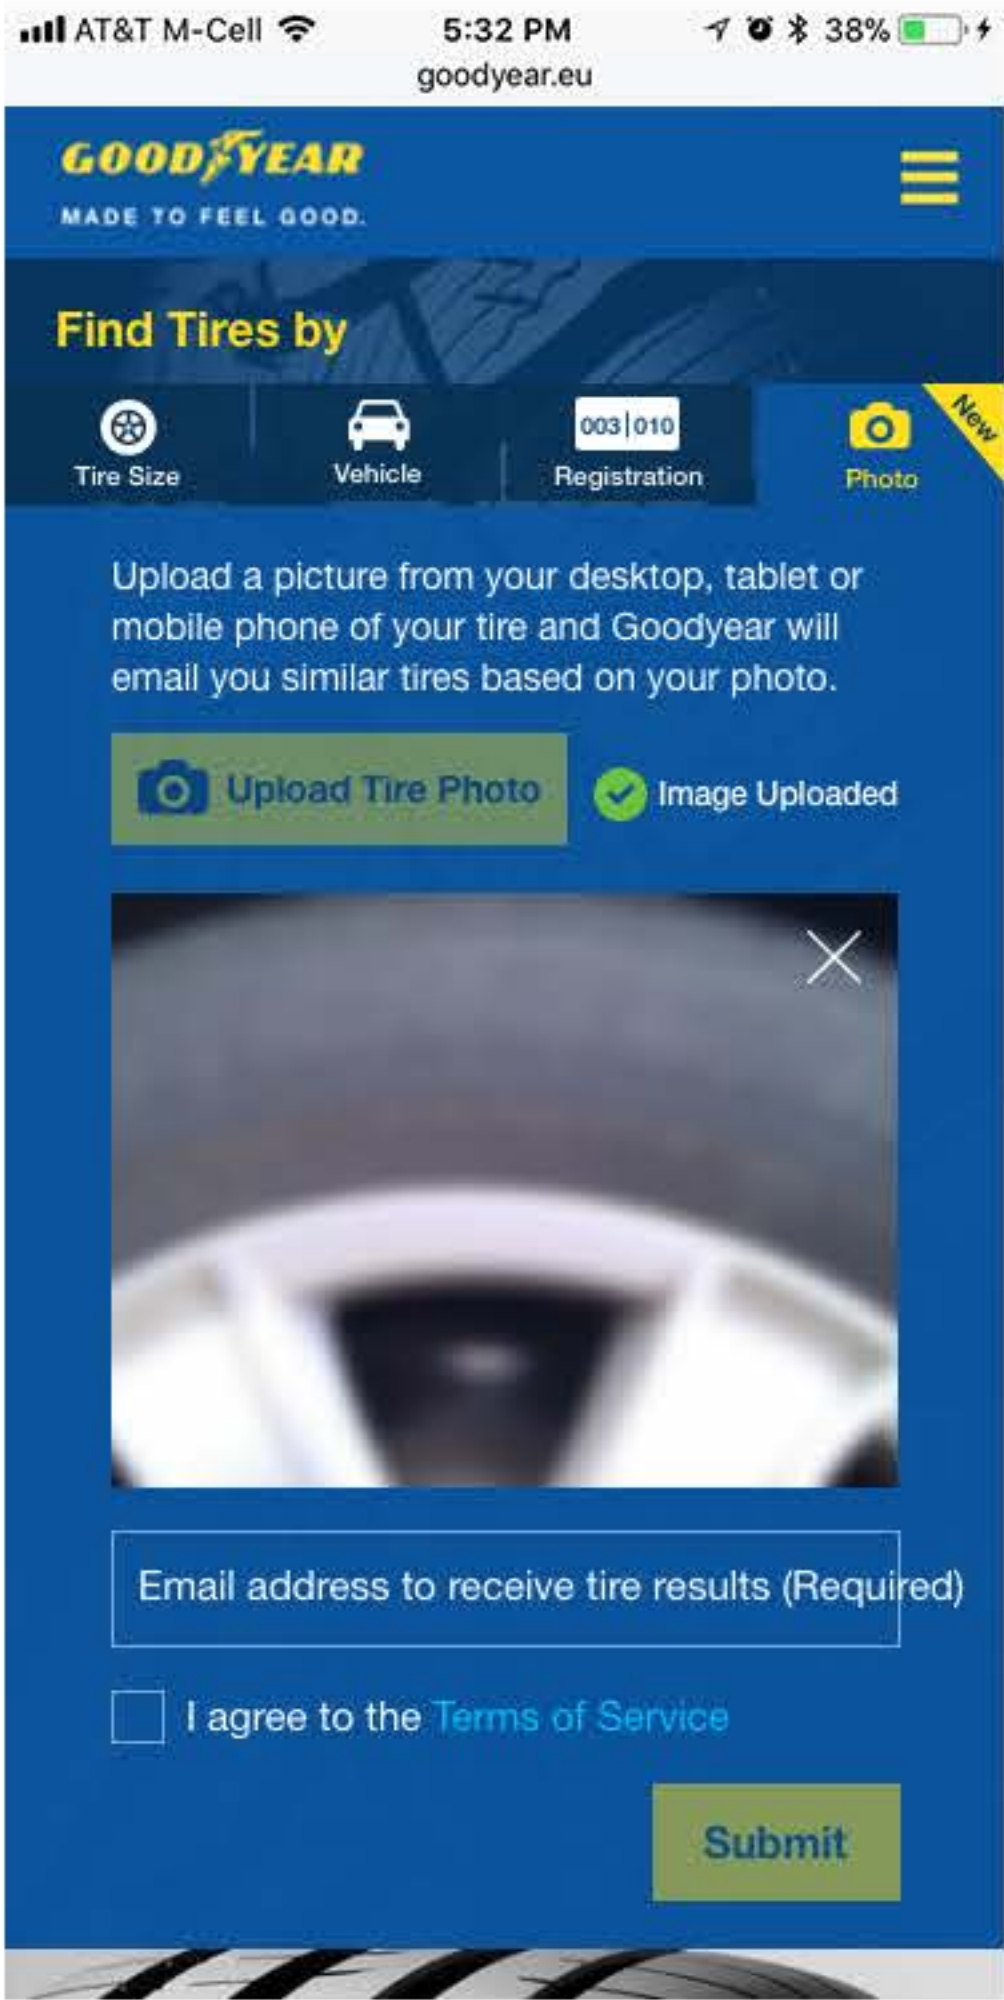 AT&T M-Cell 5:32 PM 38%
goodyear.eu
GOODYEAR
MADE TO FEEL GOOD.
Find Tires by
New
003|010
Tire Size Vehicle Registration Photo
Upload a picture from your desktop, tablet or
mobile phone of your tire and Goodyear will
email you similar tires based on your photo.
Upload Tire Photo Image Uploaded
Email address to receive tire results (Required)
I agree to the Terms of Service
Submit